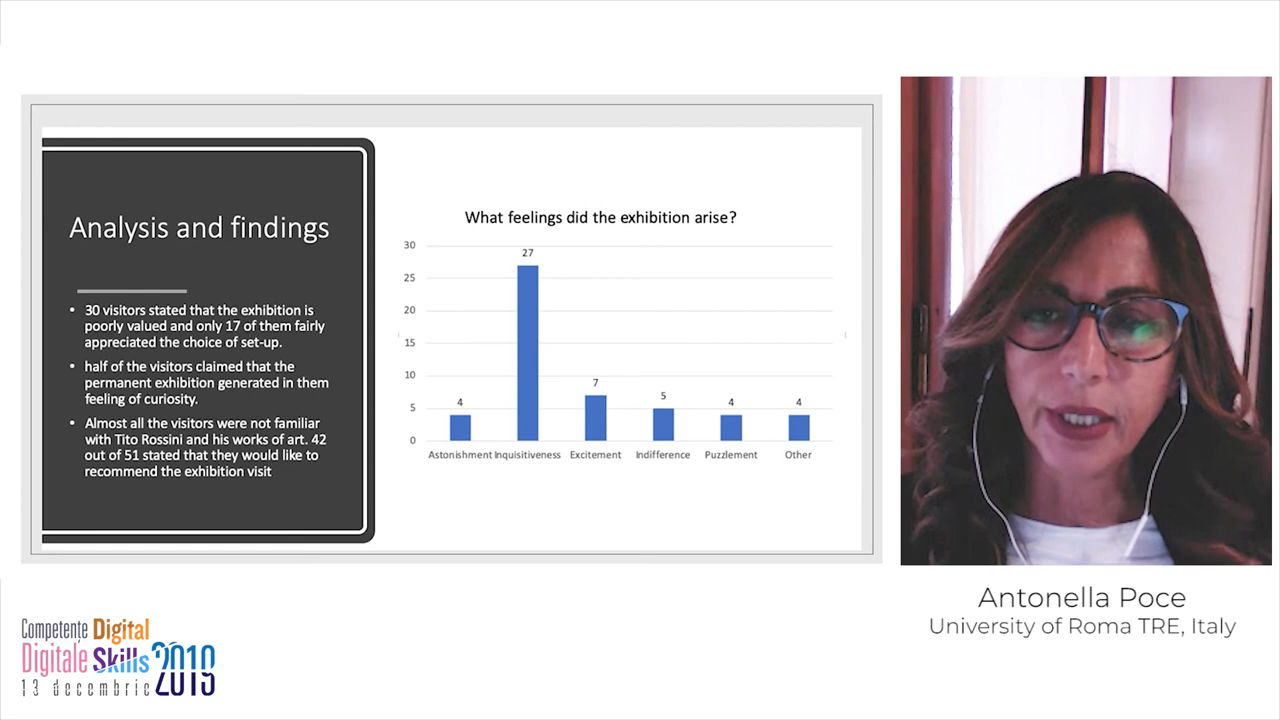 Analysis and findings
• 30 visitors stated that the exhibition is
poorly valued and only 17 of them fairly
appreciated the choice of set-up.
• half of the visitors claimed that the
permanent exhibition generated in them
feeling of curiosity.
• Almost all the visitors were not familiar
with Tito Rossini and his works of art. 42
out of 51 stated that they would like to
recommend the exhibition visit
What feelings did the exhibition arise?
30
25
20
15
10
5
0
4
27
7
5
4
4
Astonishment Inquisitiveness Excitement Indifference Puzzlement Other
Antonella Poce
University of Roma TRE, Italy
Competențe Digital
Digitale Skills 2019
13 decembrie